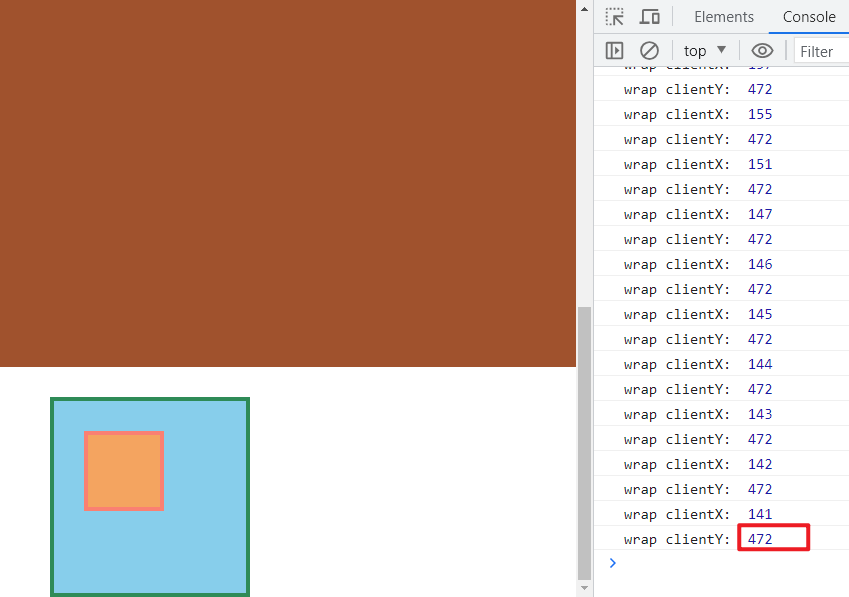 Elements Console
top Filter
wrap clientY: 472
wrap clientX: 155
wrap clientY: 472
wrap clientX: 151
wrap clientY: 472
wrap clientX: 147
wrap clientY: 472
wrap clientX: 146
wrap clientY: 472
wrap clientX: 145
wrap clientY: 472
wrap clientX: 144
wrap clientY: 472
wrap clientX: 143
wrap clientY: 472
wrap clientX: 142
wrap clientY: 472
wrap clientX: 141
wrap clientY: 472